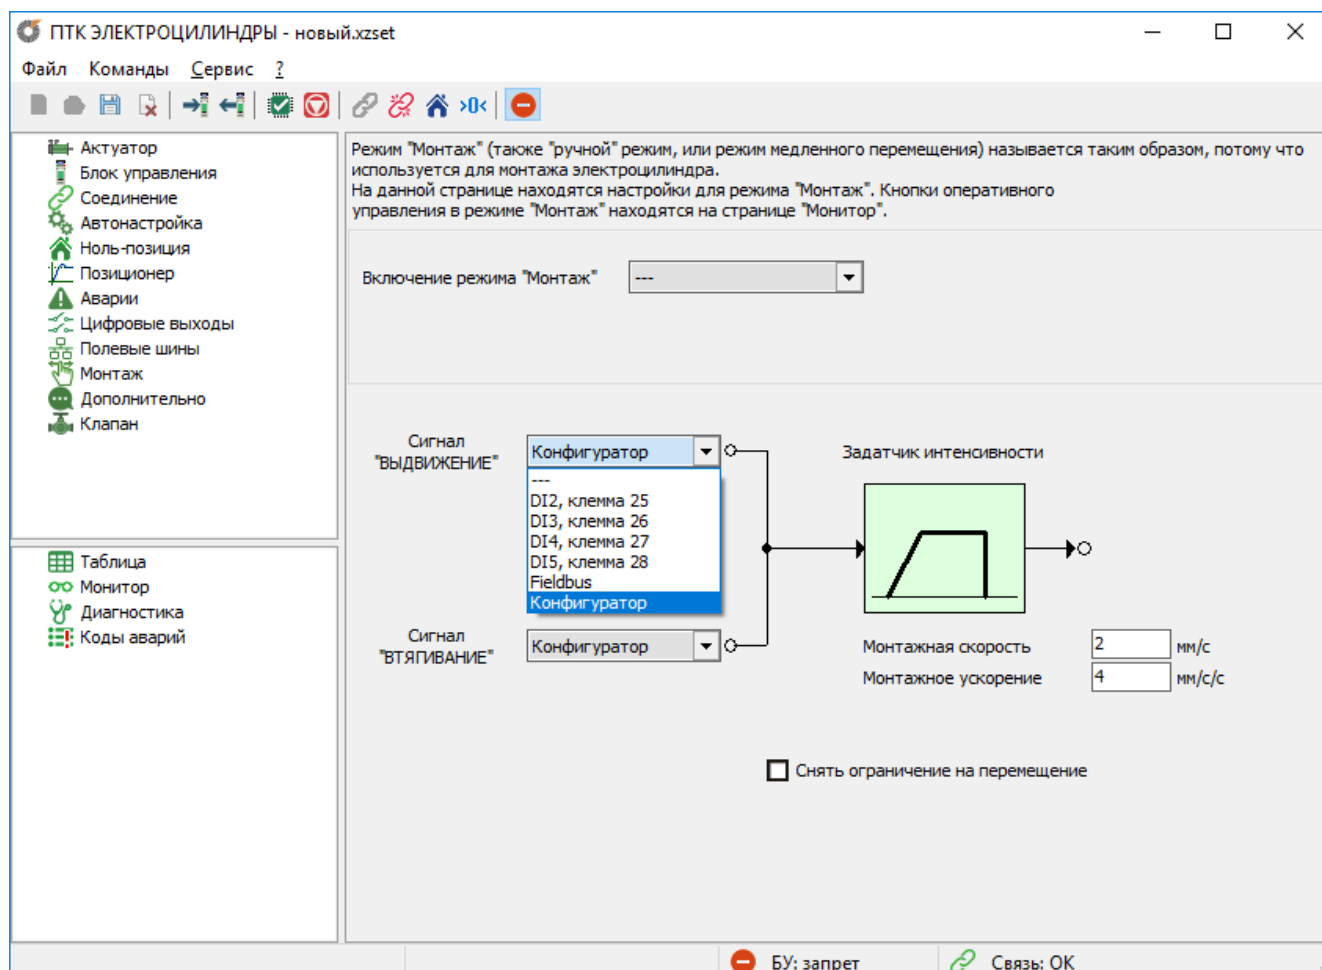 ПТК ЭЛЕКТРОЦИЛИНДРЫ - новый.xzset
Файл Команды Сервис ?
>0<
Актуатор
Блок управления
Соединение
Автонастройка
Ноль-позиция
Позиционер
Аварии
Цифровые выходы
Полевые шины
Монтаж
Дополнительно
Клапан
Таблица
Монитор
Диагностика
Коды аварий
Режим "Монтаж" (также "ручной" режим, или режим медленного перемещения) называется таким образом, потому что
используется для монтажа электроцилиндра.
На данной странице находятся настройки для режима "Монтаж". Кнопки оперативного
управления в режиме "Монтаж" находятся на странице "Монитор".
Включение режима "Монтаж" ---
Сигнал
"ВЫДВИЖЕНИЕ"
Конфигуратор
---
DI2, клемма 25
DI3, клемма 26
DI4, клемма 27
DI5, клемма 28
Fieldbus
Конфигуратор
Сигнал
"ВТЯГИВАНИЕ"
Конфигуратор
Задатчик интенсивности
Монтажная скорость 2 мм/с
Монтажное ускорение 4 мм/с/с
Снять ограничение на перемещение
БУ: запрет Связь: ОК